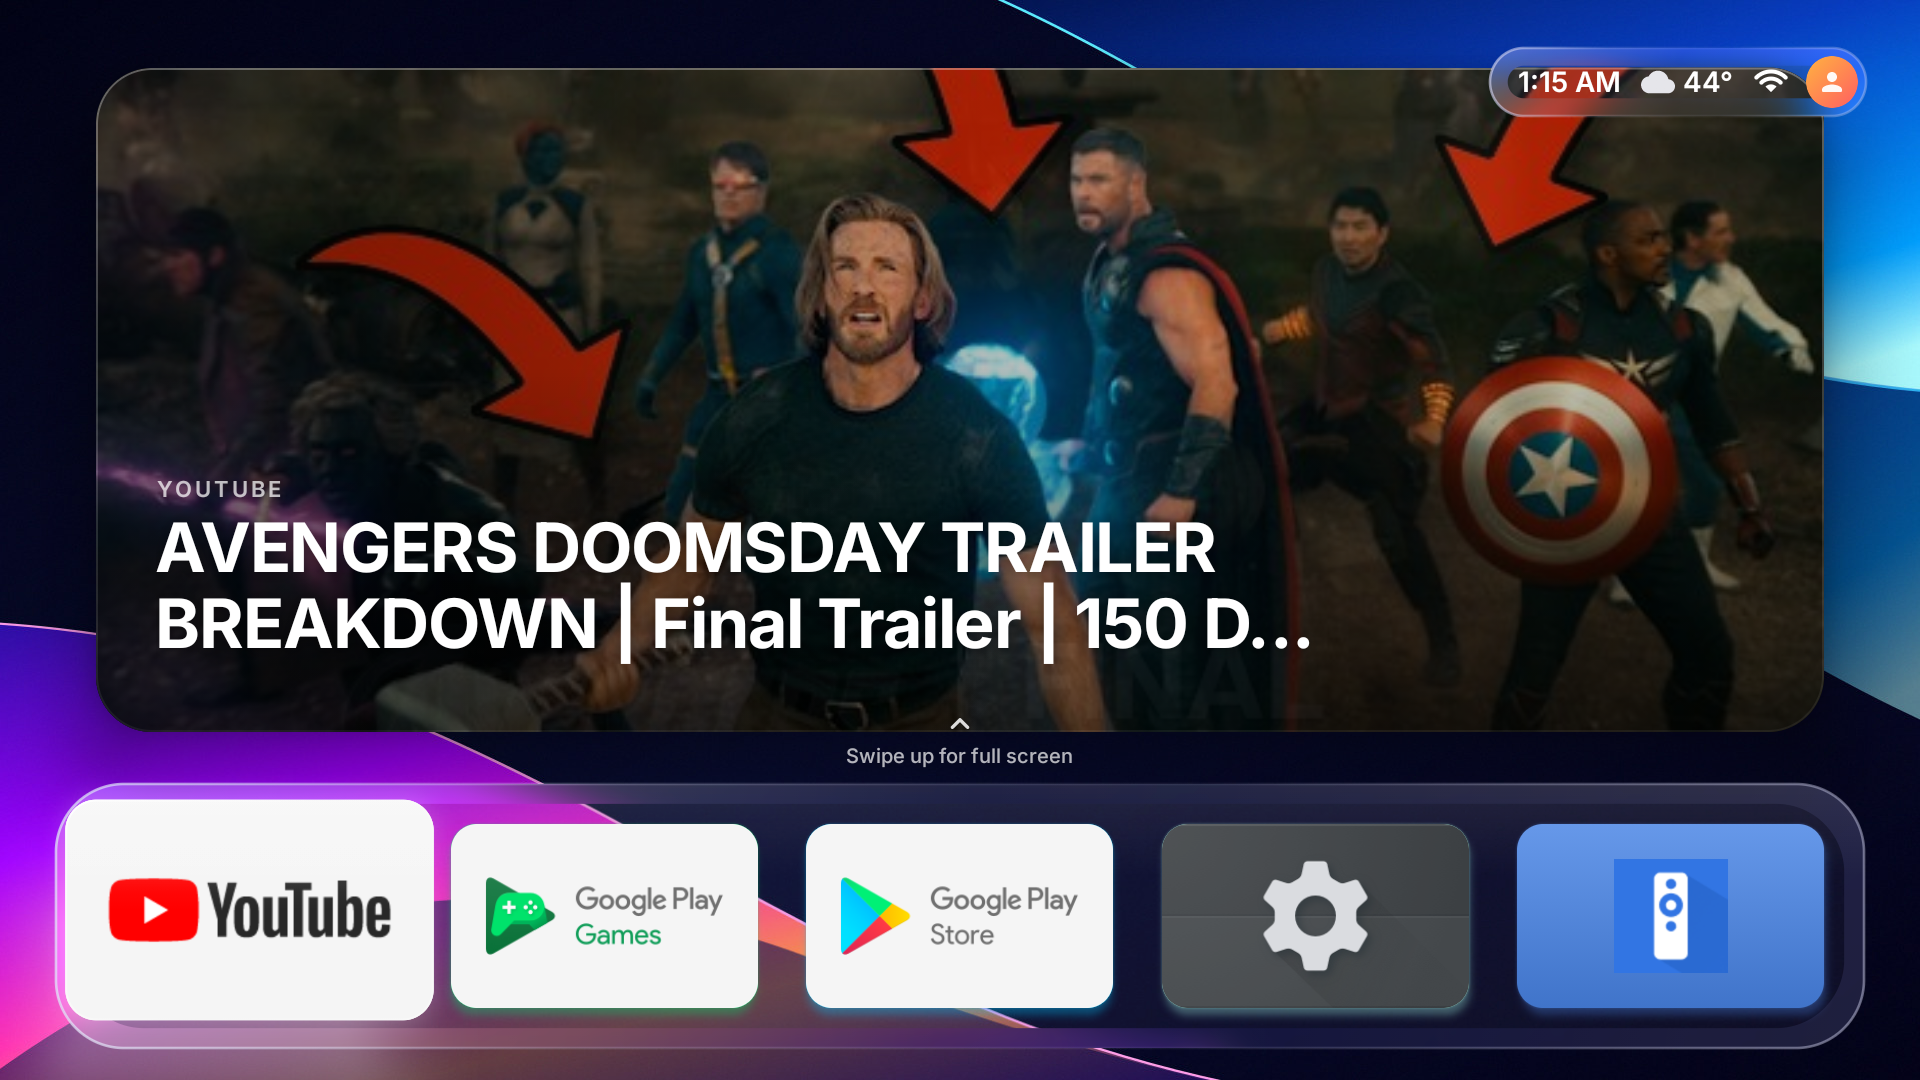 1:15 AM 44°
YOUTUBE
AVENGERS DOOMSDAY TRAILER
BREAKDOWN | Final Trailer | 150 D...
FINAL
Swipe up for full screen
YouTube
Google Play
Games
Google Play
Store